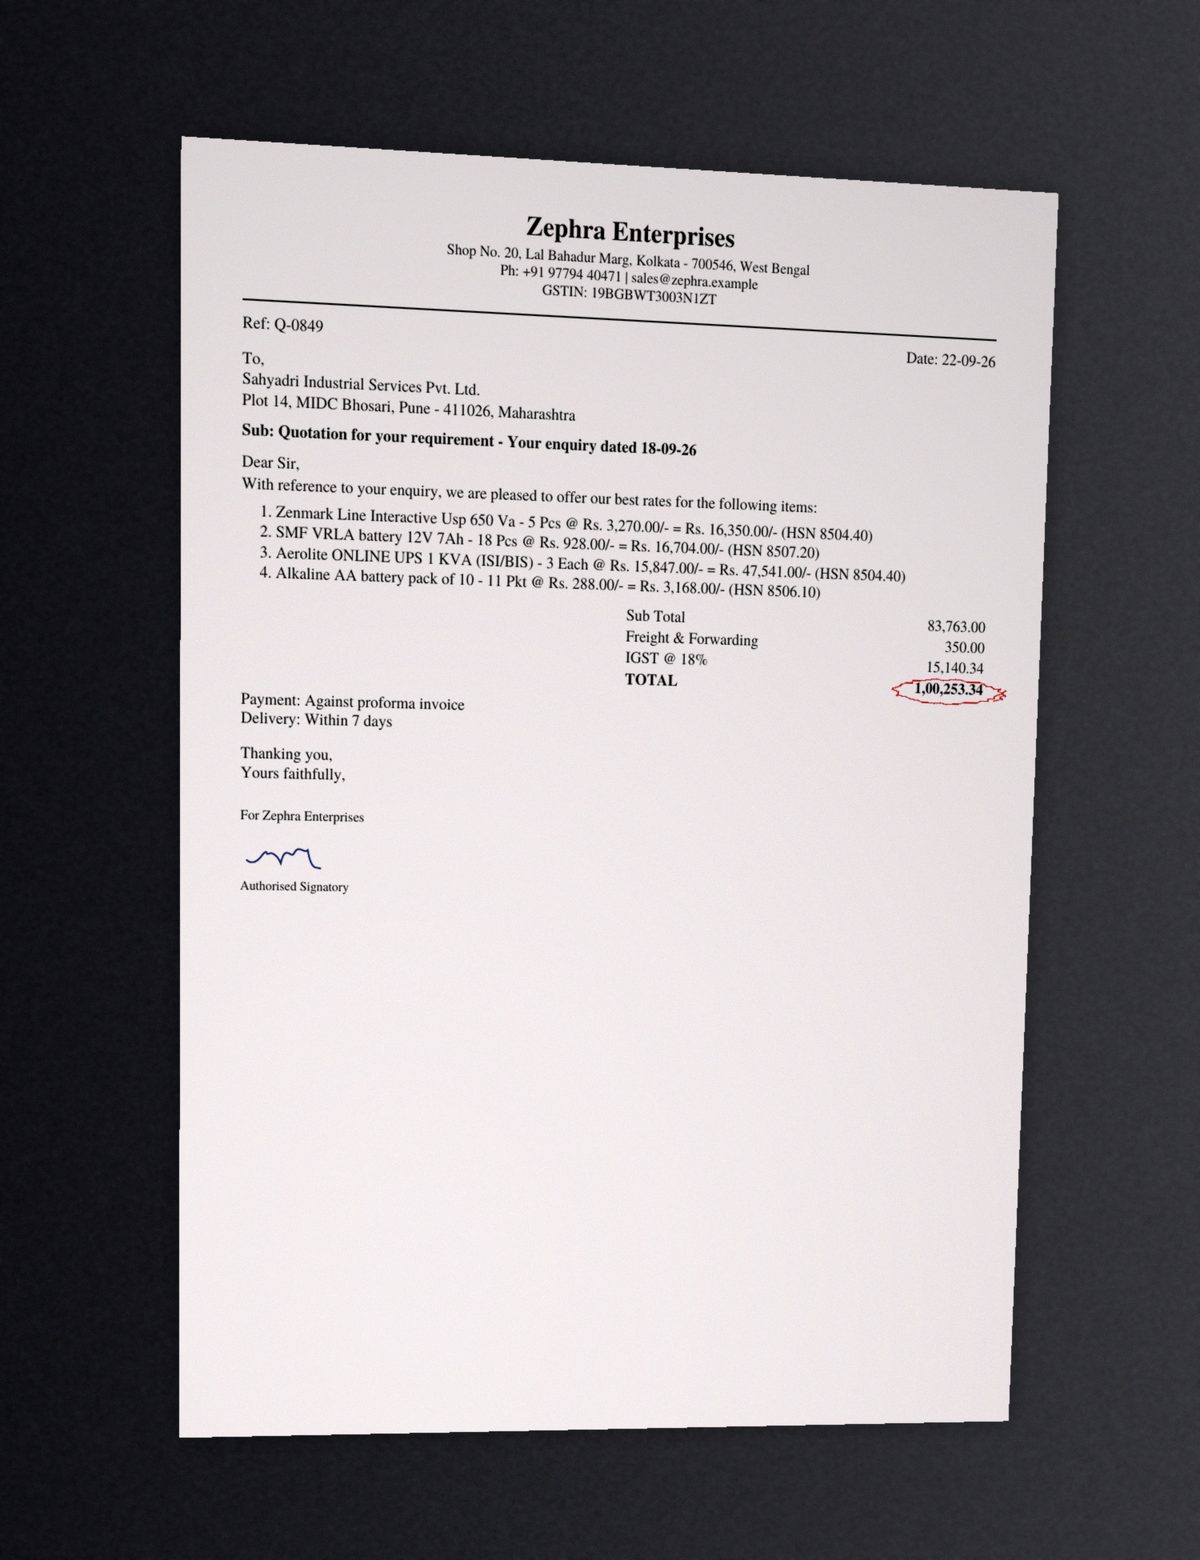 Zephra Enterprises
Shop No. 20, Lal Bahadur Marg, Kolkata - 700546, West Bengal
Ph: +91 97794 40471 | sales@zephra.example
GSTIN: 19BGBWT3003N1ZT
Ref: Q-0849
Date: 22-09-26
To,
Sahyadri Industrial Services Pvt. Ltd.
Plot 14, MIDC Bhosari, Pune - 411026, Maharashtra
Sub: Quotation for your requirement - Your enquiry dated 18-09-26
Dear Sir,
With reference to your enquiry, we are pleased to offer our best rates for the following items:
1. Zenmark Line Interactive Usp 650 Va - 5 Pcs @ Rs. 3,270.00/- = Rs. 16,350.00/- (HSN 8504.40)
2. SMF VRLA battery 12V 7Ah - 18 Pcs @ Rs. 928.00/- = Rs. 16,704.00/- (HSN 8507.20)
3. Aerolite ONLINE UPS 1 KVA (ISI/BIS) - 3 Each @ Rs. 15,847.00/- = Rs. 47,541.00/- (HSN 8504.40)
4. Alkaline AA battery pack of 10 - 11 Pkt @ Rs. 288.00/- = Rs. 3,168.00/- (HSN 8506.10)
Sub Total 83,763.00
Freight & Forwarding 350.00
IGST @ 18% 15,140.34
TOTAL 1,00,253.34
Payment: Against proforma invoice
Delivery: Within 7 days
Thanking you,
Yours faithfully,
For Zephra Enterprises
Authorised Signatory